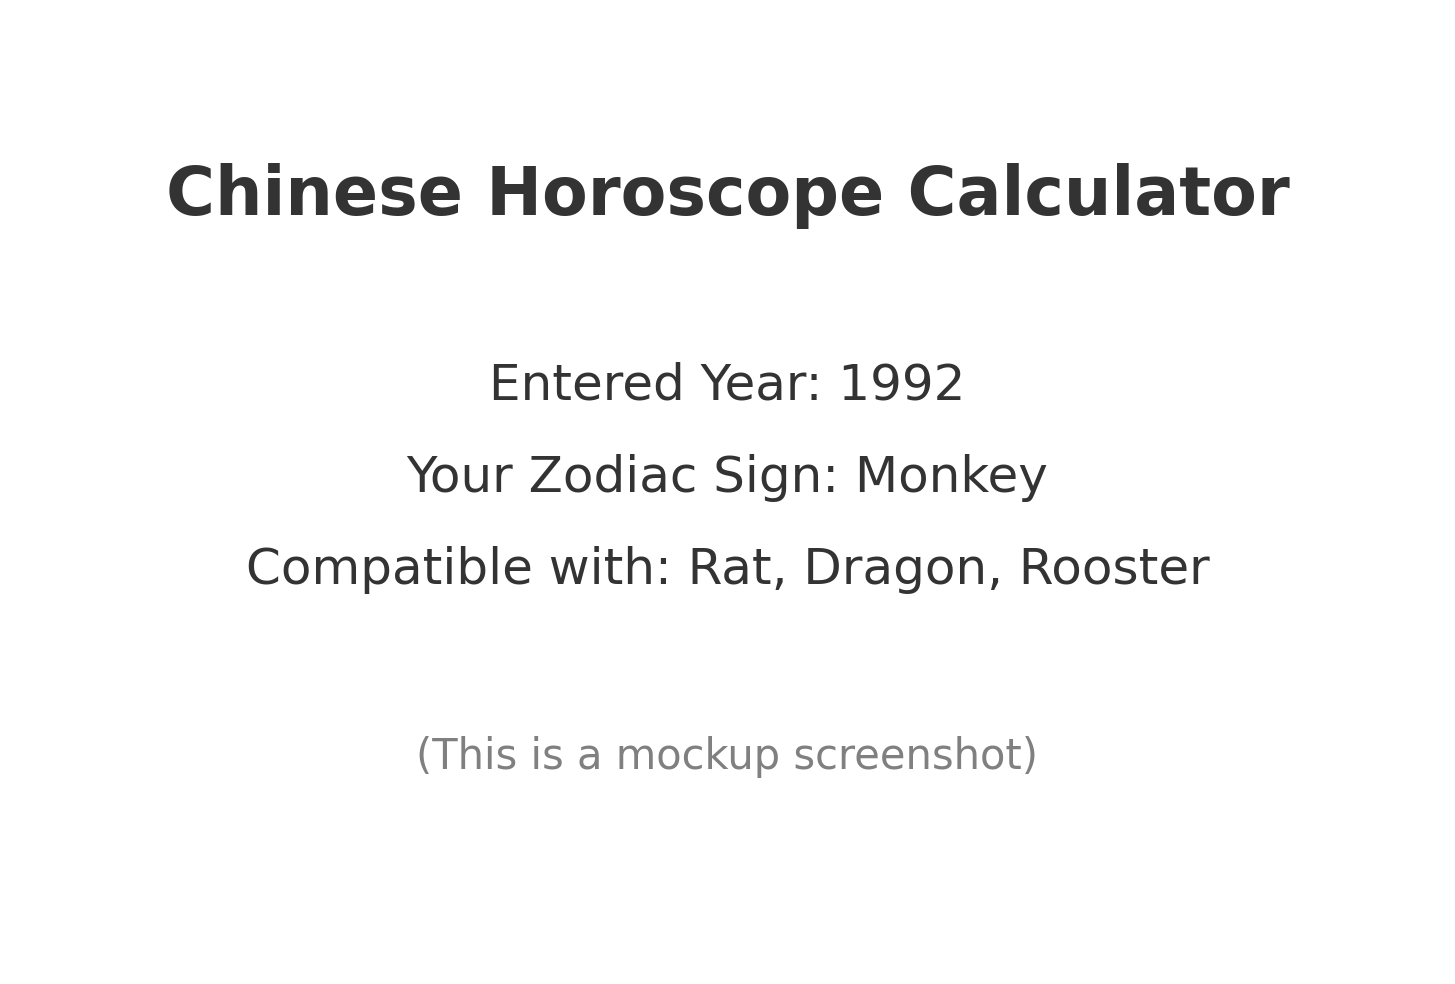 Chinese Horoscope Calculator
Entered Year: 1992
Your Zodiac Sign: Monkey
Compatible with: Rat, Dragon, Rooster
(This is a mockup screenshot)